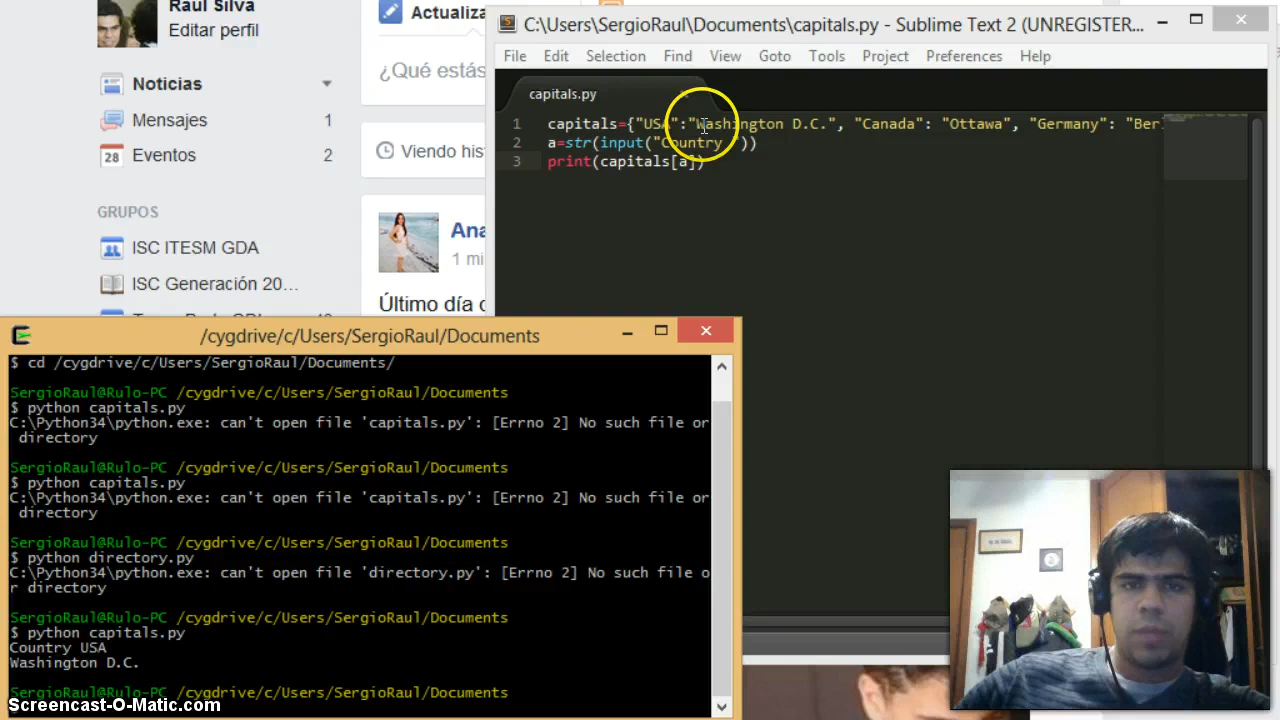 Raul Silva
Editar perfil
Noticias
Mensajes 1
28 Eventos 2
GRUPOS
ISC ITESM GDA
ISC Generación 20...
Actualiza
¿Qué estás
Viendo his
Ana
1 mi
Último día
C:\Users\SergioRaul\Documents\capitals.py - Sublime Text 2 (UNREGISTER...
File Edit Selection Find View Goto Tools Project Preferences Help
capitals.py
1 capitals={"USA":"Washington D.C.", "Canada": "Ottawa", "Germany": "Ber
2 a=str(input("Country "))
3 print(capitals[a])
/cygdrive/c/Users/SergioRaul/Documents
$ cd /cygdrive/c/Users/SergioRaul/Documents/
SergioRaul@Rulo-PC /cygdrive/c/Users/SergioRaul/Documents
$ python capitals.py
C:\Python34\python.exe: can't open file 'capitals.py': [Errno 2] No such file or
directory
SergioRaul@Rulo-PC /cygdrive/c/Users/SergioRaul/Documents
$ python capitals.py
C:\Python34\python.exe: can't open file 'capitals.py': [Errno 2] No such file or
directory
SergioRaul@Rulo-PC /cygdrive/c/Users/SergioRaul/Documents
$ python directory.py
C:\Python34\python.exe: can't open file 'directory.py': [Errno 2] No such file o
r directory
SergioRaul@Rulo-PC /cygdrive/c/Users/SergioRaul/Documents
$ python capitals.py
Country USA
Washington D.C.
SergioRaul@Rulo-PC /cygdrive/c/Users/SergioRaul/Documents
Screencast-O-Matic.com